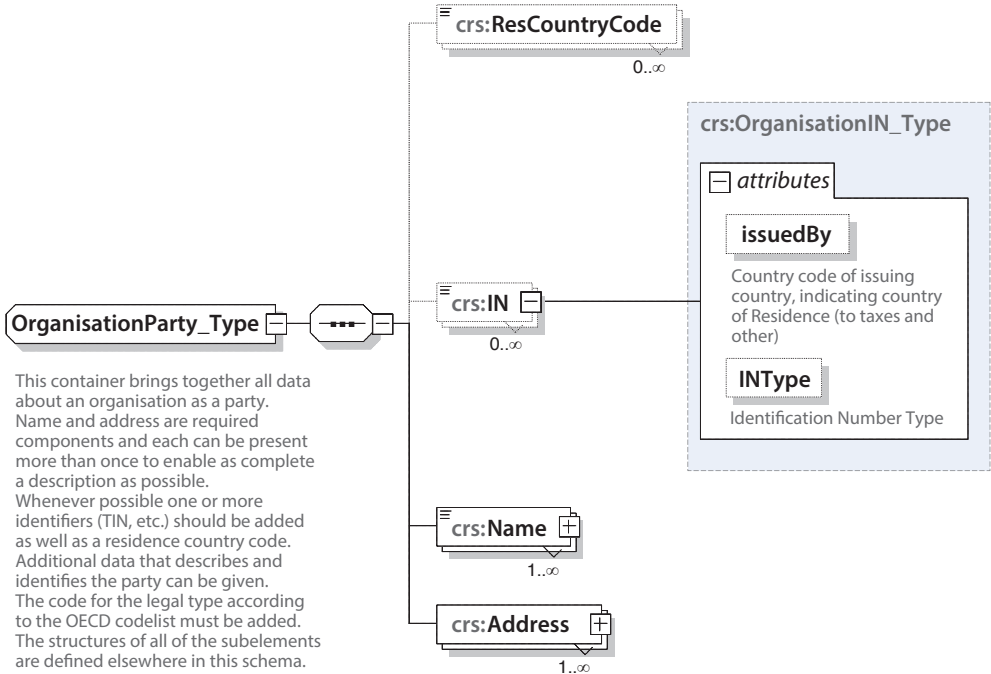 crs:ResCountryCode
0..∞
crs:OrganisationIN_Type
attributes
issuedBy
Country code of issuing
country, indicating country
of Residence (to taxes and
other)
INType
Identification Number Type
crs:IN
0..∞
OrganisationParty_Type
This container brings together all data
about an organisation as a party.
Name and address are required
components and each can be present
more than once to enable as complete
a description as possible.
Whenever possible one or more
identifiers (TIN, etc.) should be added
as well as a residence country code.
Additional data that describes and
identifies the party can be given.
The code for the legal type according
to the OECD codelist must be added.
The structures of all of the subelements
are defined elsewhere in this schema.
crs:Name
1..∞
crs:Address
1..∞